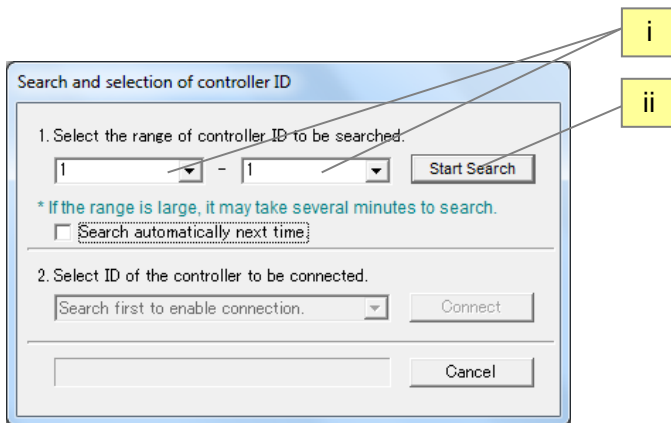 i
Search and selection of controller ID
ii
1. Select the range of controller ID to be searched.
1 - 1 Start Search
* If the range is large, it may take several minutes to search.
Search automatically next time.
2. Select ID of the controller to be connected.
Search first to enable connection. Connect
Cancel